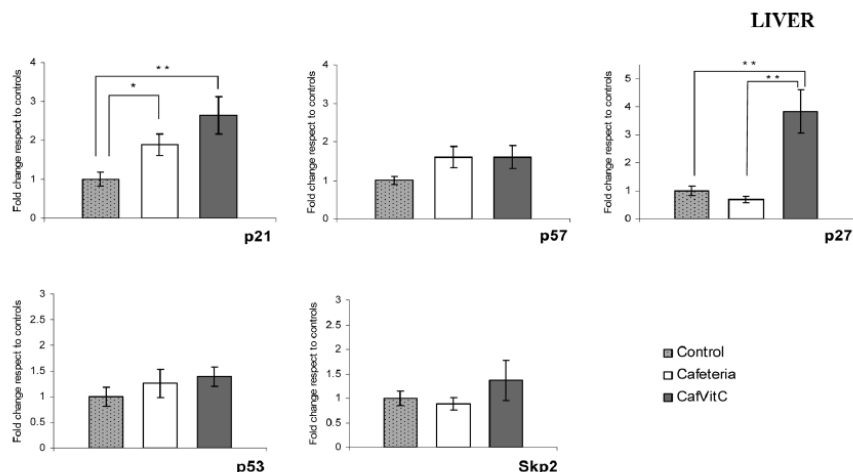 LIVER
Fold change respect to controls
4
3
2
1
0
* *
*
p21
Fold change respect to controls
4
3
2
1
0
p57
Fold change respect to controls
5
4
3
2
1
0
* *
* *
p27
Fold change respect to controls
3
2.5
2
1.5
1
0.5
0
p53
Fold change respect to controls
3
2.5
2
1.5
1
0.5
0
Skp2
Control
Cafeteria
CafVitC